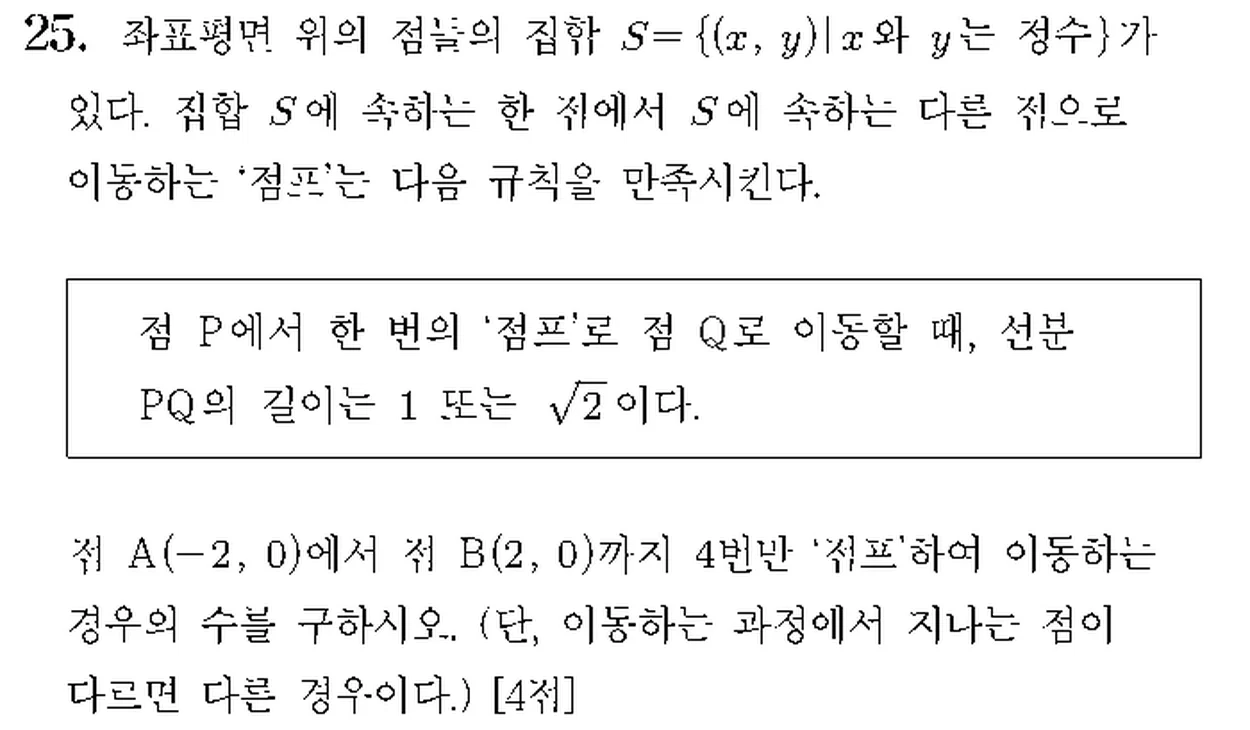 25. 좌표평면 위의 점들의 집합 S={(x, y)|x와 y는 정수}가
있다. 집합 S에 속하는 한 점에서 S에 속하는 다른 점으로
이동하는 ‘점프’는 다음 규칙을 만족시킨다.
점 P에서 한 번의 ‘점프’로 점 Q로 이동할 때, 선분
PQ의 길이는 1 또는 √2이다.
점 A(−2, 0)에서 점 B(2, 0)까지 4번만 ‘점프’하여 이동하는
경우의 수를 구하시오. (단, 이동하는 과정에서 지나는 점이
다르면 다른 경우이다.) [4점]